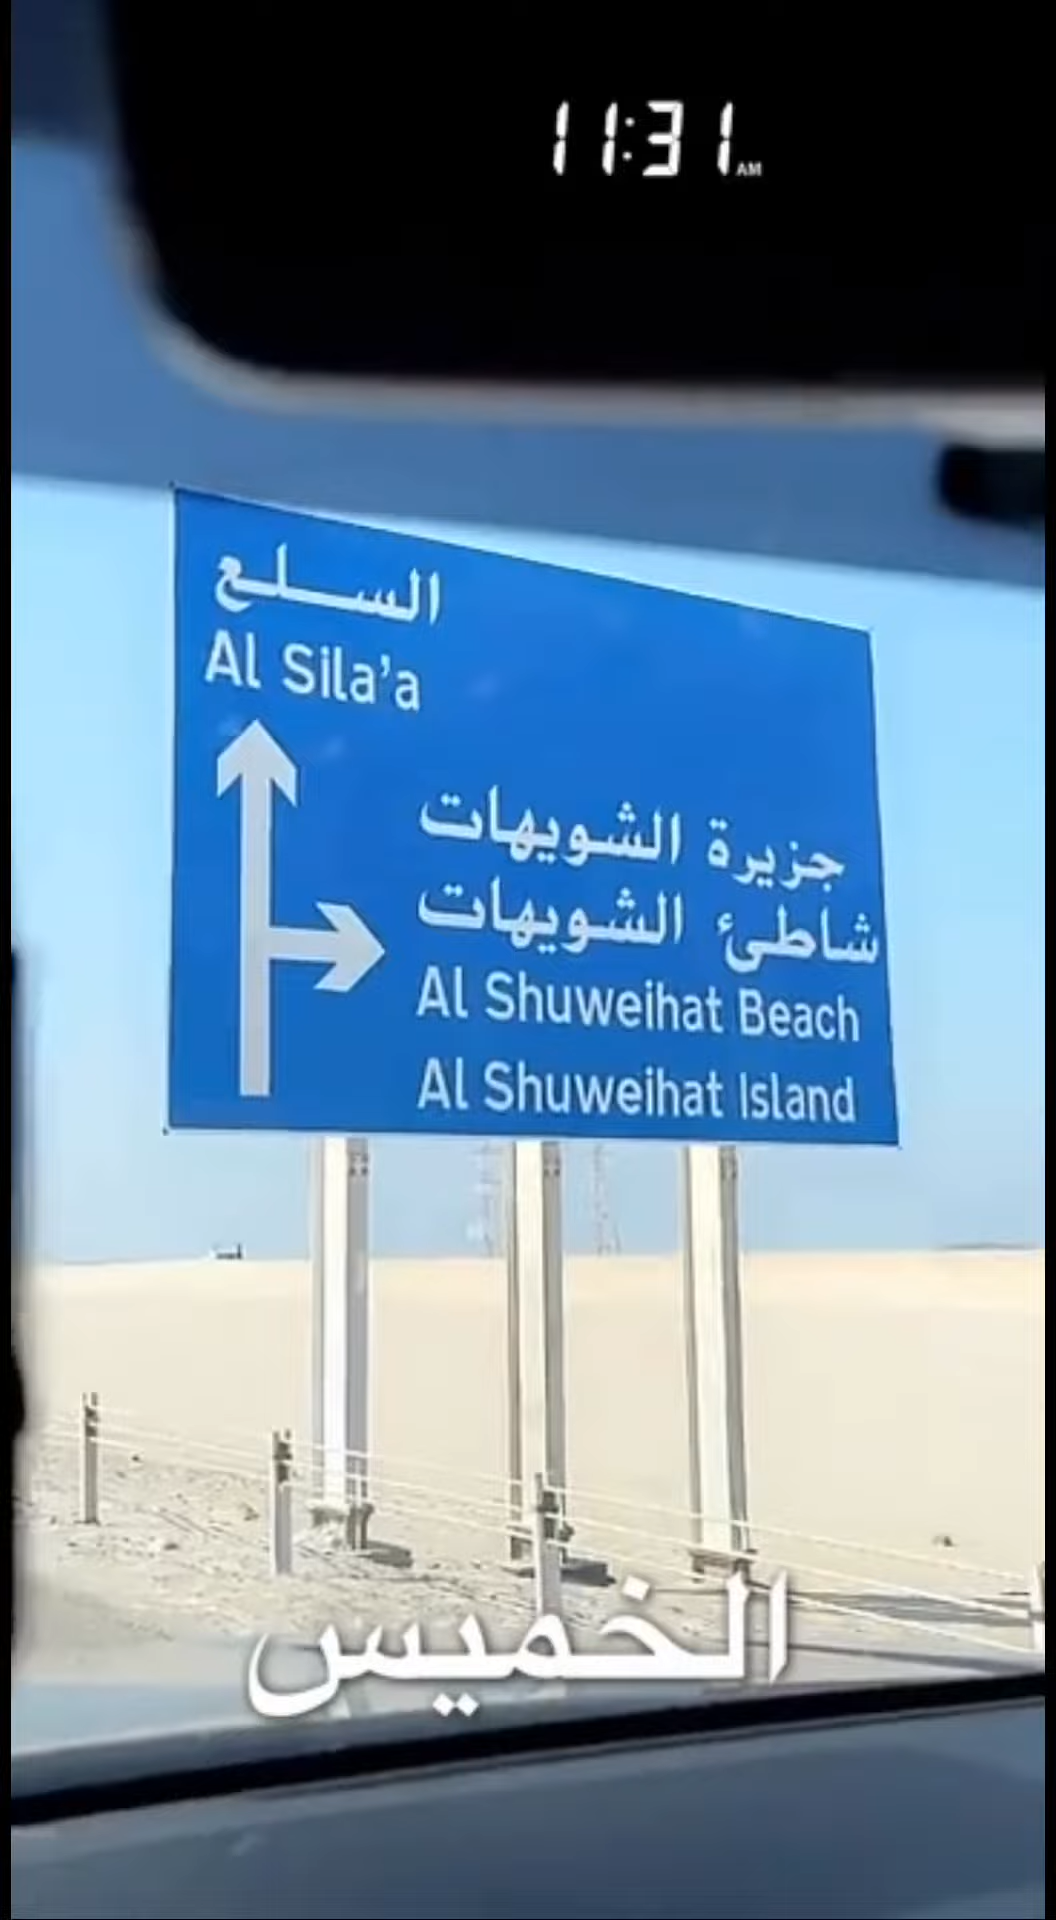 11:31 AM
السلع
Al Sila'a
جزيرة الشويهات
شاطئ الشويهات
Al Shuweihat Beach
Al Shuweihat Island
الخميس